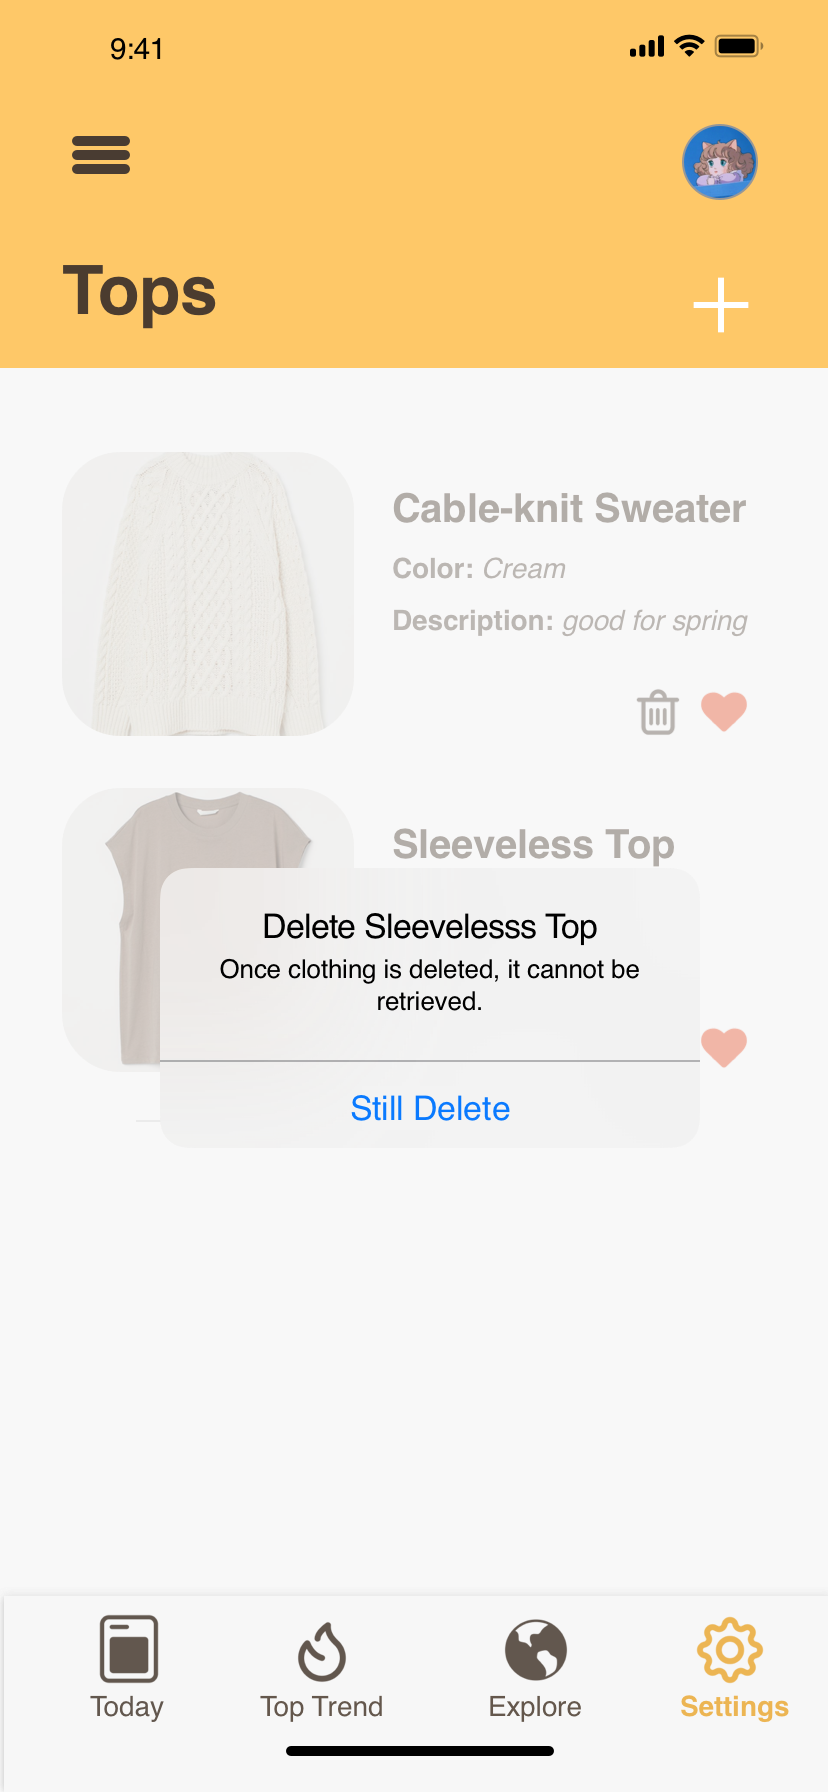 9:41
Tops
Cable-knit Sweater
Color: Cream
Description: good for spring
Sleeveless Top
Delete Sleevelesss Top
Once clothing is deleted, it cannot be
retrieved.
Still Delete
Today
Top Trend
Explore
Settings